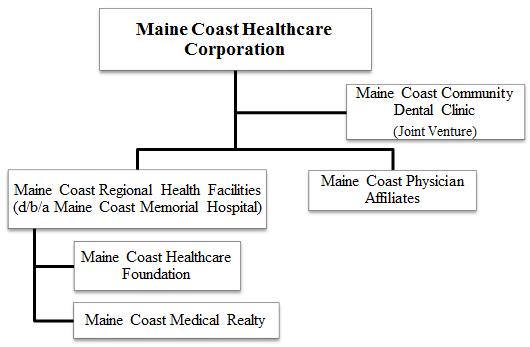 Maine Coast Healthcare
Corporation
Maine Coast Community
Dental Clinic
(Joint Venture)
Maine Coast Regional Health Facilities
(d/b/a Maine Coast Memorial Hospital)
Maine Coast Physician
Affiliates
Maine Coast Healthcare
Foundation
Maine Coast Medical Realty